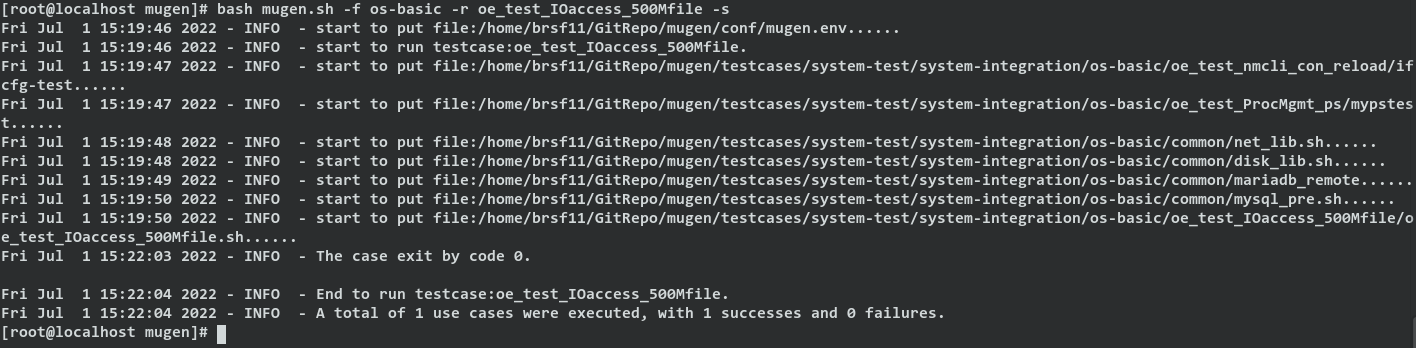 [root@localhost mugen]# bash mugen.sh -f os-basic -r oe_test_IOaccess_500Mfile -s
Fri Jul  1 15:19:46 2022 - INFO  - start to put file:/home/brsf11/GitRepo/mugen/conf/mugen.env......
Fri Jul  1 15:19:46 2022 - INFO  - start to run testcase:oe_test_IOaccess_500Mfile.
Fri Jul  1 15:19:47 2022 - INFO  - start to put file:/home/brsf11/GitRepo/mugen/testcases/system-test/system-integration/os-basic/oe_test_nmcli_con_reload/if
cfg-test......
Fri Jul  1 15:19:47 2022 - INFO  - start to put file:/home/brsf11/GitRepo/mugen/testcases/system-test/system-integration/os-basic/oe_test_ProcMgmt_ps/mypstes
t......
Fri Jul  1 15:19:48 2022 - INFO  - start to put file:/home/brsf11/GitRepo/mugen/testcases/system-test/system-integration/os-basic/common/net_lib.sh......
Fri Jul  1 15:19:48 2022 - INFO  - start to put file:/home/brsf11/GitRepo/mugen/testcases/system-test/system-integration/os-basic/common/disk_lib.sh......
Fri Jul  1 15:19:49 2022 - INFO  - start to put file:/home/brsf11/GitRepo/mugen/testcases/system-test/system-integration/os-basic/common/mariadb_remote......
Fri Jul  1 15:19:50 2022 - INFO  - start to put file:/home/brsf11/GitRepo/mugen/testcases/system-test/system-integration/os-basic/common/mysql_pre.sh......
Fri Jul  1 15:19:50 2022 - INFO  - start to put file:/home/brsf11/GitRepo/mugen/testcases/system-test/system-integration/os-basic/oe_test_IOaccess_500Mfile/o
e_test_IOaccess_500Mfile.sh......
Fri Jul  1 15:22:03 2022 - INFO  - The case exit by code 0.

Fri Jul  1 15:22:04 2022 - INFO  - End to run testcase:oe_test_IOaccess_500Mfile.
Fri Jul  1 15:22:04 2022 - INFO  - A total of 1 use cases were executed, with 1 successes and 0 failures.
[root@localhost mugen]#